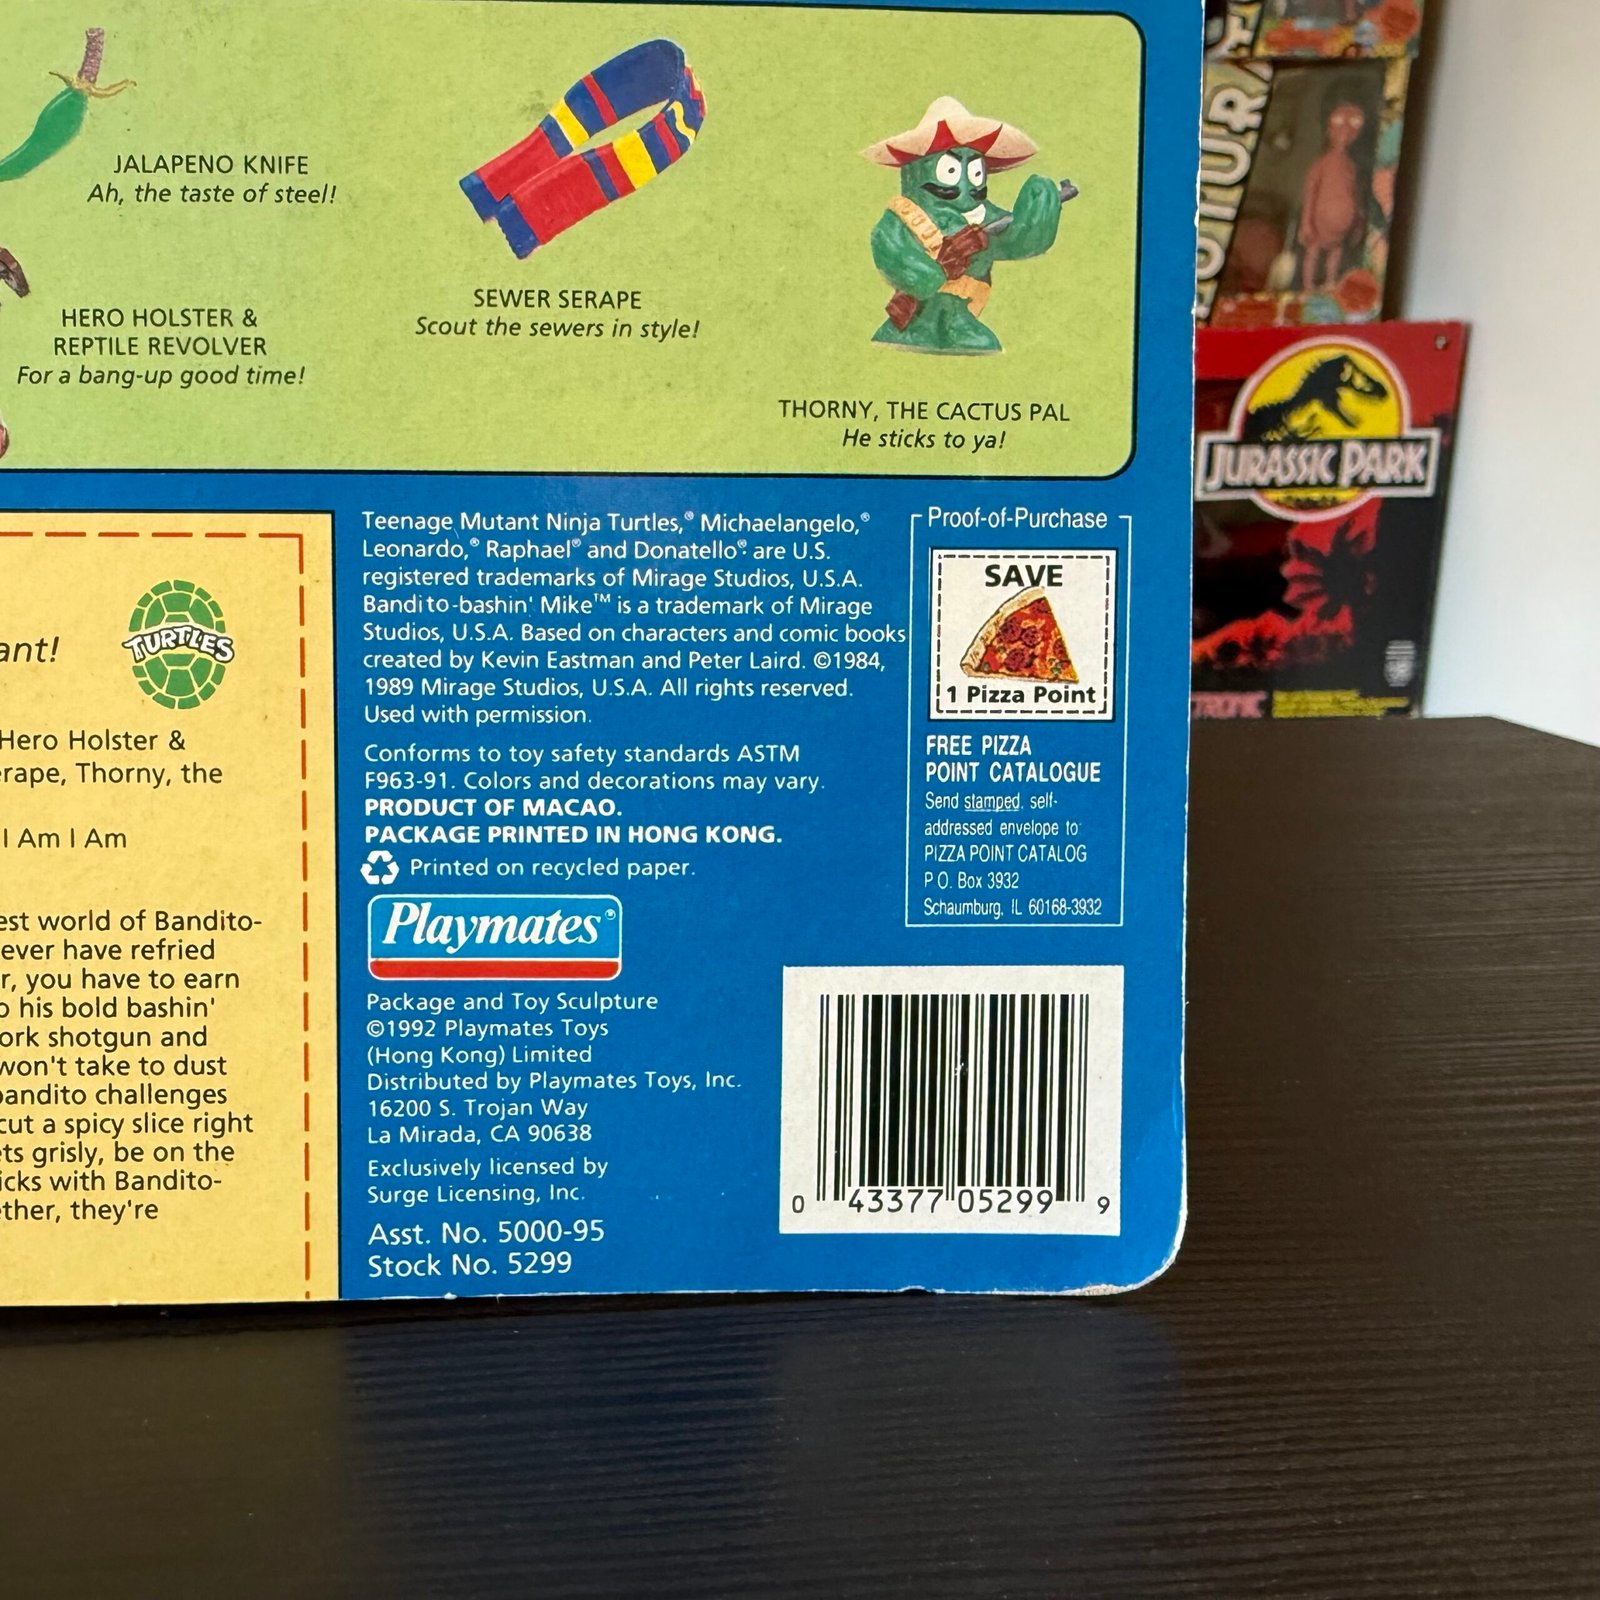 JALAPENO KNIFE
Ah, the taste of steel!
HERO HOLSTER &
REPTILE REVOLVER
For a bang-up good time!
SEWER SERAPE
Scout the sewers in style!
THORNY, THE CACTUS PAL
He sticks to ya!
ant!
TURTLES
Hero Holster &
erape, Thorny, the
I Am I Am
est world of Bandito-
ever have refried
r, you have to earn
o his bold bashin'
ork shotgun and
won't take to dust
bandito challenges
cut a spicy slice right
ets grisly, be on the
icks with Bandito-
ether, they're
Teenage Mutant Ninja Turtles,® Michaelangelo,®
Leonardo,® Raphael® and Donatello® are U.S.
registered trademarks of Mirage Studios, U.S.A.
Bandito-bashin' Mike™ is a trademark of Mirage
Studios, U.S.A. Based on characters and comic books
created by Kevin Eastman and Peter Laird. ©1984,
1989 Mirage Studios, U.S.A. All rights reserved.
Used with permission.
Conforms to toy safety standards ASTM
F963-91. Colors and decorations may vary.
PRODUCT OF MACAO.
PACKAGE PRINTED IN HONG KONG.
Printed on recycled paper.
Playmates®
Package and Toy Sculpture
©1992 Playmates Toys
(Hong Kong) Limited
Distributed by Playmates Toys, Inc.
16200 S. Trojan Way
La Mirada, CA 90638
Exclusively licensed by
Surge Licensing, Inc.
Asst. No. 5000-95
Stock No. 5299
Proof-of-Purchase
SAVE
1 Pizza Point
FREE PIZZA
POINT CATALOGUE
Send stamped, self-
addressed envelope to:
PIZZA POINT CATALOG
P.O. Box 3932
Schaumburg, IL 60168-3932
0 43377 05299 9
JURASSIC PARK